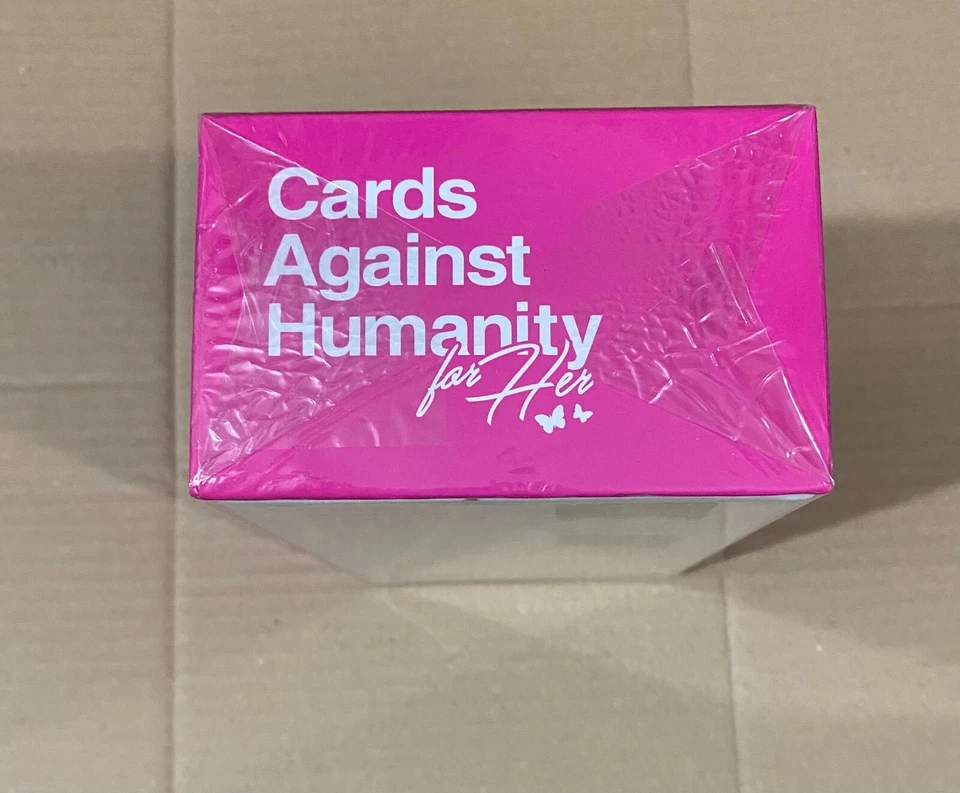 Cards
Against
Humanity
for Her